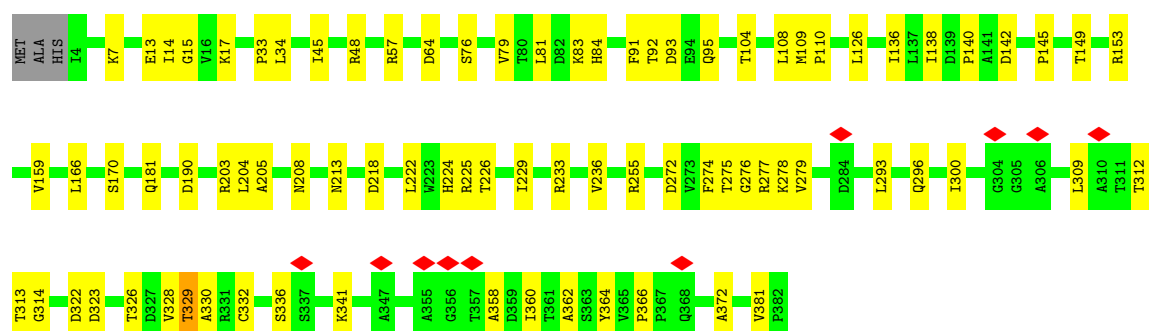 MET ALA HIS I4 K7 E13 I14 G15 V16 K17 P33 L34 I45 R48 R57 D64 S76 V79 T80 L81 D82 K83 H84 F91 T92 D93 E94 Q95 T104 L108 M109 P110 L126 I136 L137 I138 D139 P140 A141 D142 P145 T149 R153
V159 L166 S170 Q181 D190 R203 L204 A205 N208 N213 D218 L222 W223 H224 R225 T226 I229 R233 V236 R255 D272 V273 F274 T275 G276 R277 K278 V279 D284 L293 Q296 I300 G304 G305 A306 L309 A310 T311 T312
T313 G314 D322 D323 T326 D327 V328 T329 A330 R331 C332 S336 S337 K341 A347 A355 G356 T357 A358 D359 I360 T361 A362 S363 Y364 V365 P366 P367 Q368 A372 V381 P382